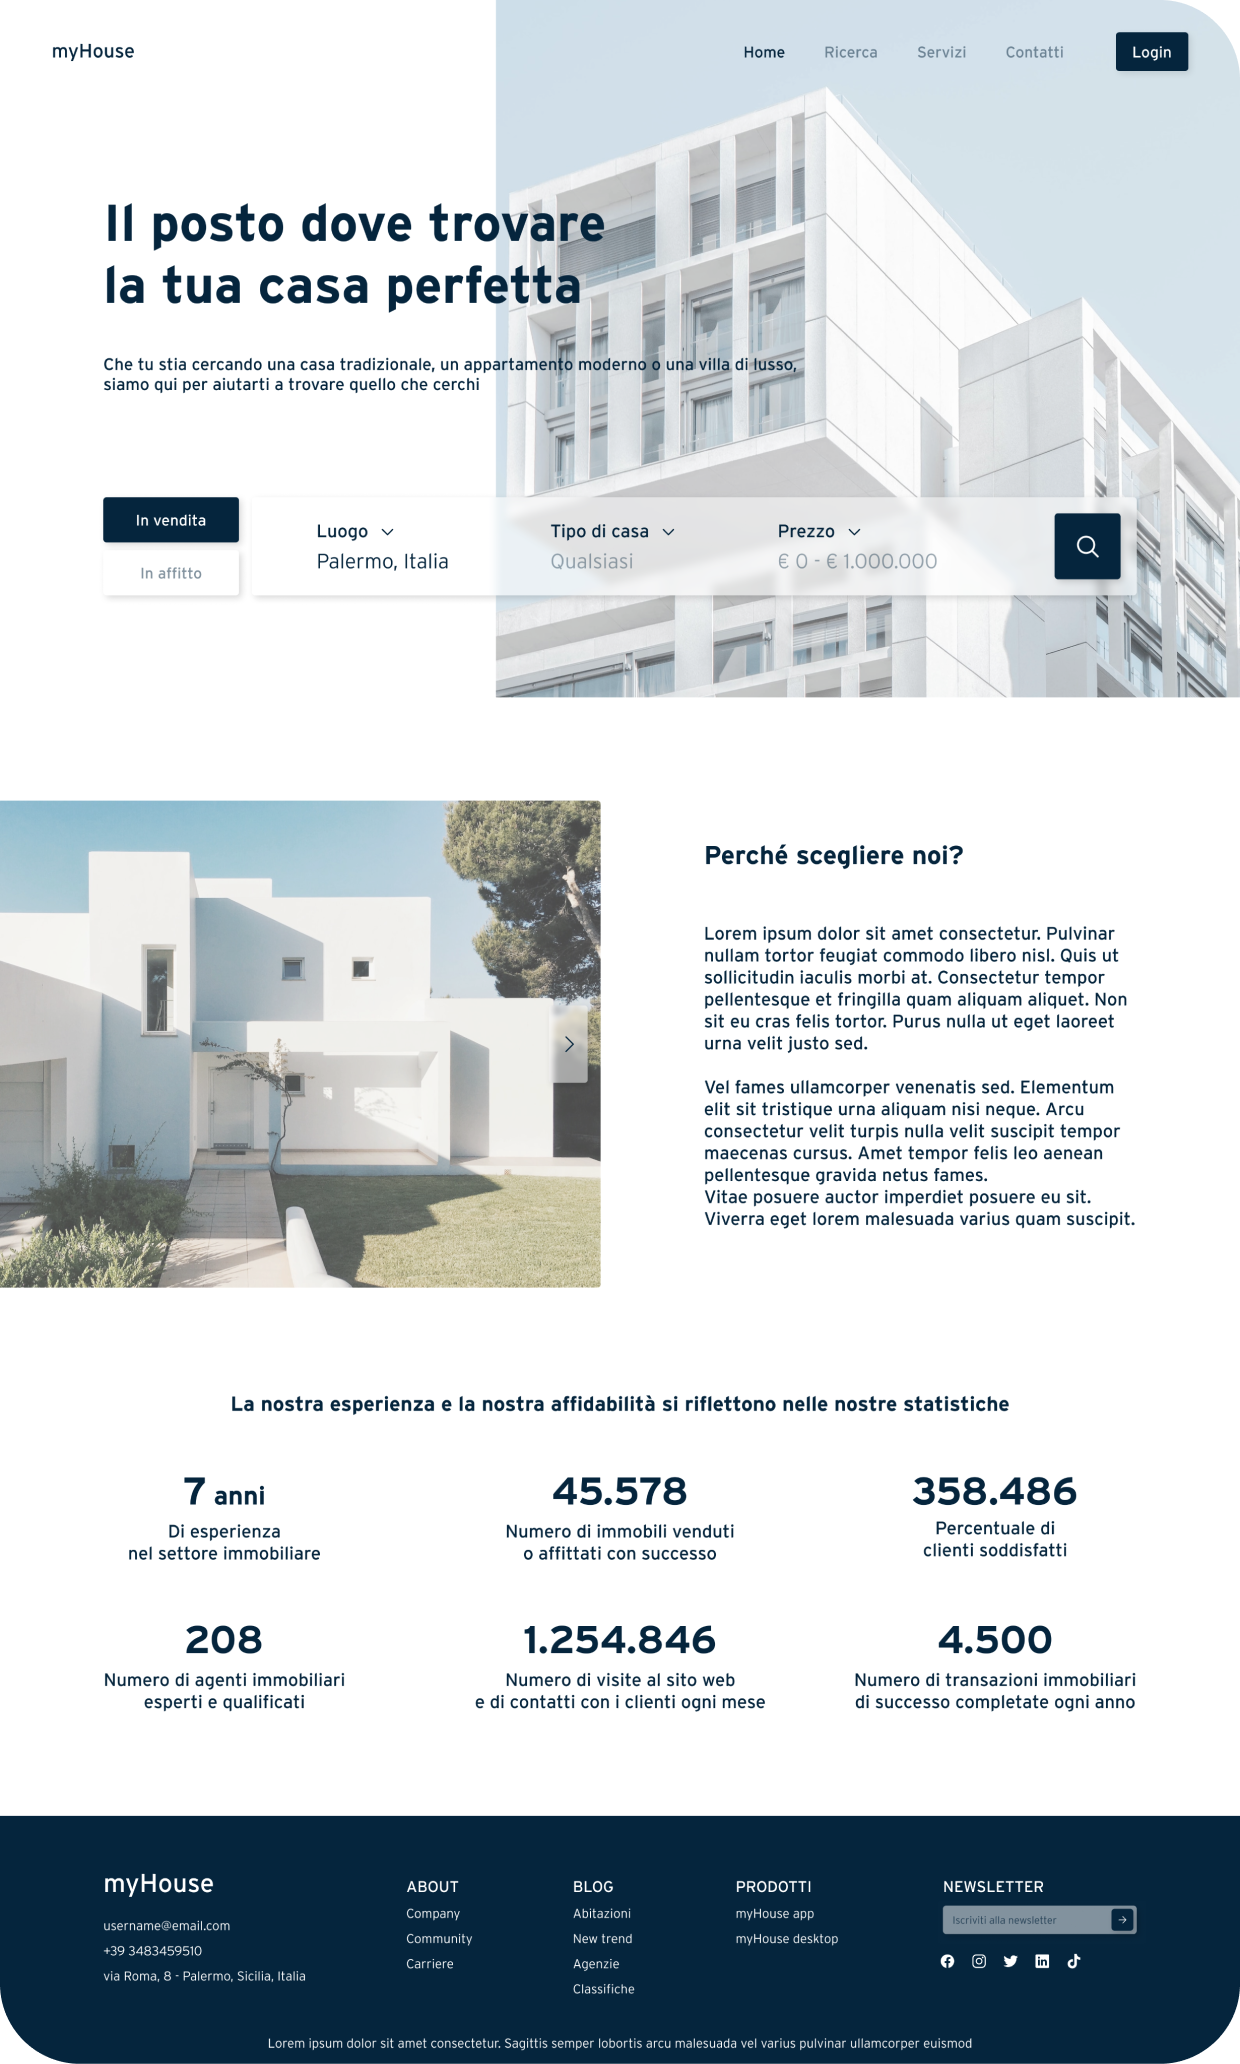 myHouse
Home
Ricerca
Servizi
Contatti
Login
Il posto dove trovare
la tua casa perfetta
Che tu stia cercando una casa tradizionale, un appartamento moderno o una villa di lusso,
siamo qui per aiutarti a trovare quello che cerchi
In vendita
In affitto
Luogo
Palermo, Italia
Tipo di casa
Qualsiasi
Prezzo
€ 0 - € 1.000.000
Perché scegliere noi?
Lorem ipsum dolor sit amet consectetur. Pulvinar
nullam tortor feugiat commodo libero nisl. Quis ut
sollicitudin iaculis morbi at. Consectetur tempor
pellentesque et fringilla quam aliquam aliquet. Non
sit eu cras felis tortor. Purus nulla ut eget laoreet
urna velit justo sed.
Vel fames ullamcorper venenatis sed. Elementum
elit sit tristique urna aliquam nisi neque. Arcu
consectetur velit turpis nulla velit suscipit tempor
maecenas cursus. Amet tempor felis leo aenean
pellentesque gravida netus fames.
Vitae posuere auctor imperdiet posuere eu sit.
Viverra eget lorem malesuada varius quam suscipit.
La nostra esperienza e la nostra affidabilità si riflettono nelle nostre statistiche
7 anni
Di esperienza
nel settore immobiliare
45.578
Numero di immobili venduti
o affittati con successo
358.486
Percentuale di
clienti soddisfatti
208
Numero di agenti immobiliari
esperti e qualificati
1.254.846
Numero di visite al sito web
e di contatti con i clienti ogni mese
4.500
Numero di transazioni immobiliari
di successo completate ogni anno
myHouse
username@email.com
+39 3483459510
via Roma, 8 - Palermo, Sicilia, Italia
ABOUT
Company
Community
Carriere
BLOG
Abitazioni
New trend
Agenzie
Classifiche
PRODOTTI
myHouse app
myHouse desktop
NEWSLETTER
Iscriviti alla newsletter
Lorem ipsum dolor sit amet consectetur. Sagittis semper lobortis arcu malesuada vel varius pulvinar ullamcorper euismod